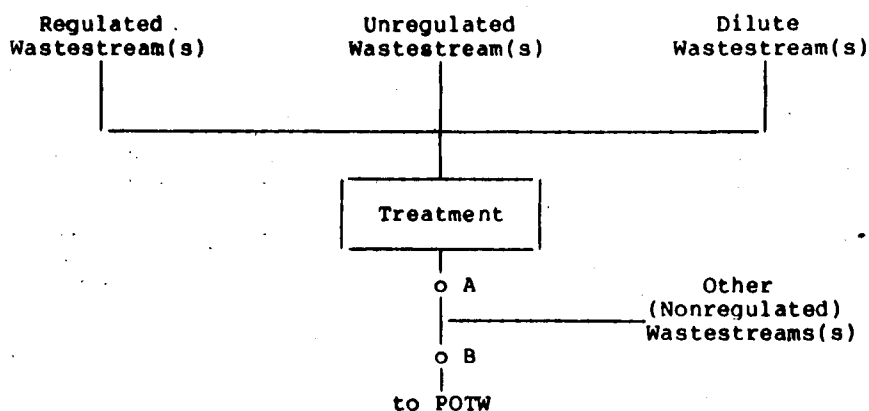 Regulated
Wastestream(s)
Unregulated
Wastestream(s)
Dilute
Wastestream(s)
Treatment
A
Other
(Nonregulated)
Wastestreams(s)
B
to POTW